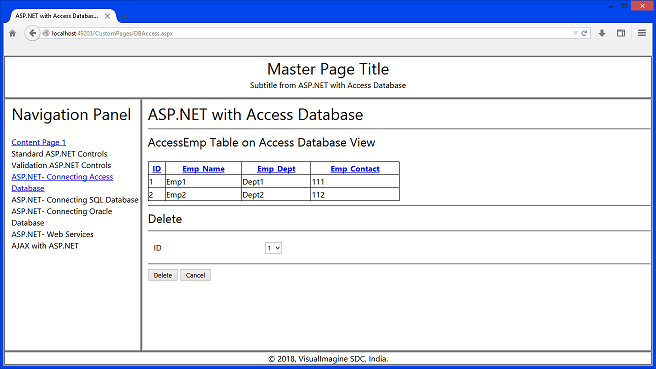 ASP.NET with Access Databas...
localhost:49203/CustomPages/DBAccess.aspx
Master Page Title
Subtitle from ASP.NET with Access Database
Navigation Panel
Content Page 1
Standard ASP.NET Controls
Validation ASP.NET Controls
ASP.NET- Connecting Access
Database
ASP.NET- Connecting SQL Database
ASP.NET- Connecting Oracle
Database
ASP.NET- Web Services
AJAX with ASP.NET
ASP.NET with Access Database
AccessEmp Table on Access Database View
ID Emp_Name Emp_Dept Emp_Contact
1 Emp1 Dept1 111
2 Emp2 Dept2 112
Delete
ID 1
Delete Cancel
© 2018, VisualImagine SDC, India.